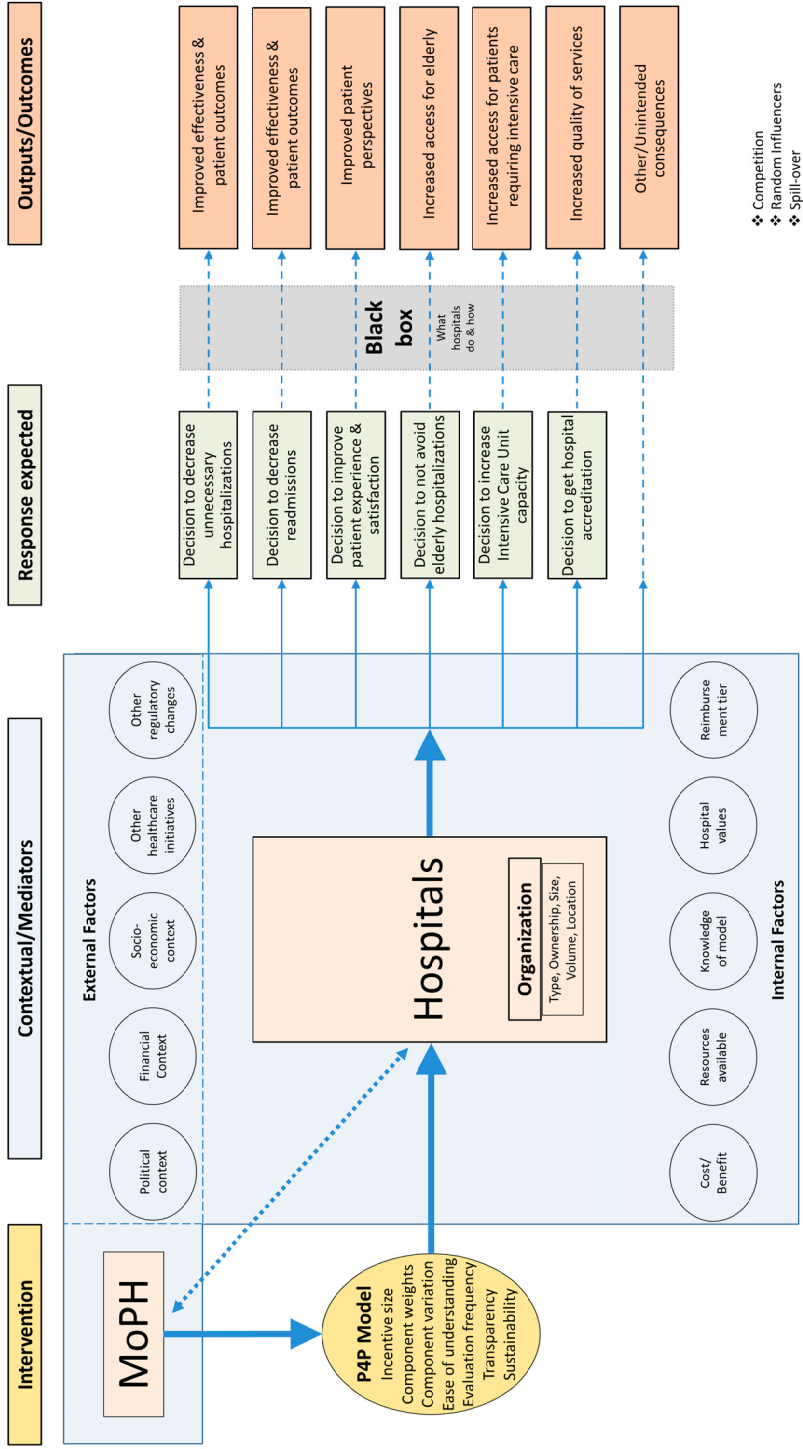 Intervention
Contextual/Mediators
Response expected
Outputs/Outcomes
MoPH
P4P Model
Incentive size
Component weights
Component variation
Ease of understanding
Evaluation frequency
Transparency
Sustainability
External Factors
Political
context
Financial
Context
Socio-
economic
context
Other
healthcare
initiatives
Other
regulatory
changes
Hospitals
Organization
Type, Ownership, Size,
Volume, Location
Cost/
Benefit
Resources
available
Knowledge
of model
Hospital
values
Reimburse
ment tier
Internal Factors
Decision to decrease
unnecessary
hospitalizations
Decision to decrease
readmissions
Decision to improve
patient experience &
satisfaction
Decision to not avoid
elderly hospitalizations
Decision to increase
Intensive Care Unit
capacity
Decision to get hospital
accreditation
Black
box
What
hospitals
do & how
Improved effectiveness &
patient outcomes
Improved effectiveness &
patient outcomes
Improved patient
perspectives
Increased access for elderly
Increased access for patients
requiring intensive care
Increased quality of services
Other/Unintended
consequences
❖ Competition
❖ Random Influencers
❖ Spill-over